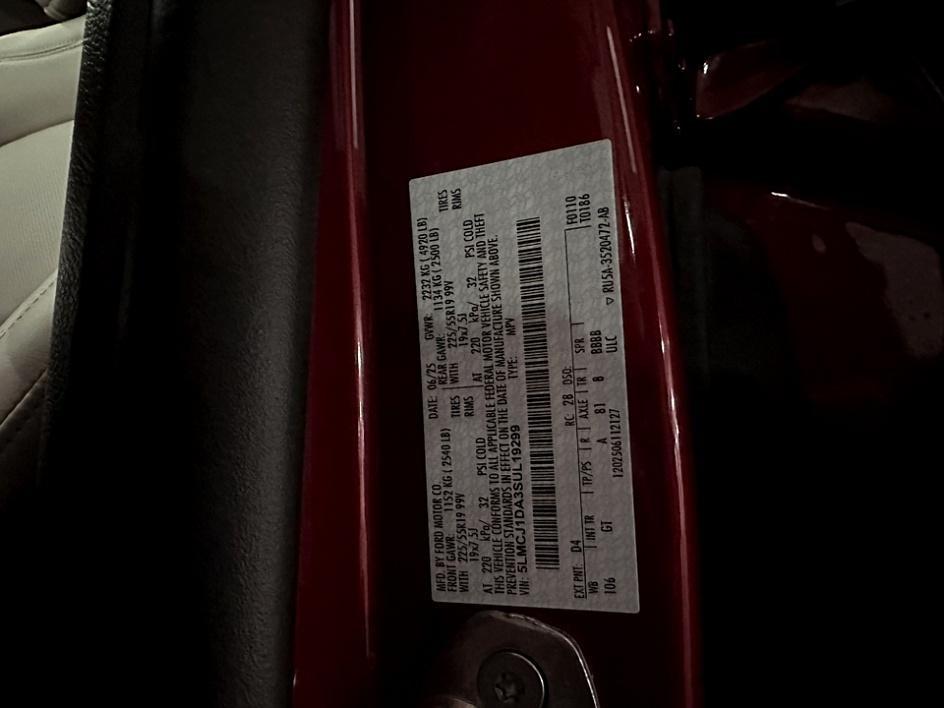 MFD. BY FORD MOTOR CO. DATE: 06/25 GVWR: 2232 KG ( 4920 LB)
FRONT GAWR: 1152 KG ( 2540 LB) REAR GAWR: 1134 KG ( 2500 LB)
WITH 225/55R19 99V TIRES WITH 225/55R19 99V TIRES
19x7.5J RIMS 19x7.5J RIMS
AT 220 kPa/ 32 PSI COLD AT 220 kPa/ 32 PSI COLD
THIS VEHICLE CONFORMS TO ALL APPLICABLE FEDERAL MOTOR VEHICLE SAFETY AND THEFT
PREVENTION STANDARDS IN EFFECT ON THE DATE OF MANUFACTURE SHOWN ABOVE.
VIN: 5LMCJ1DA3SUL19299 TYPE: MPV
EXT PNT: D4 RC: 2B DSO: F0110
WB INT TR TP/PS R AXLE TR SPR T0186
106 GT A 81 B BBBB
1202506112127 ULC ▽ RU5A-3520472-AB